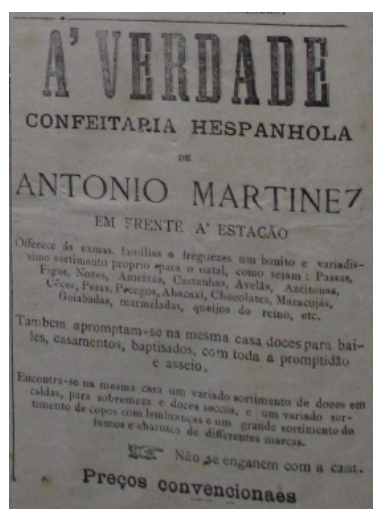 A' VERDADE
CONFEITARIA HESPANHOLA
DE
ANTONIO MARTINEZ
EM FRENTE A' ESTACÃO
Offerece ás exmas. familias e freguezes um bonito e variadis-
simo sortimento proprio para o natal, como sejam: Passas,
Figos, Nozes, Ameixas, Castanhas, Avelãs, Azeitonas,
Côcos, Peras, Pecegos, Abacaxi, Chocolates, Maracujás,
Goiabadas, marmeladas, queijos do reino, etc.
Tambem apromptam-se na mesma casa doces para bai-
les, casamentos, baptisados, com toda a promptidão
e asseio.
Encontra-se na mesma casa um variado sortimento de doces em
caldas, para sobremeza e doces seccos, e um variado sor-
timento de copos com lembranças e um grande sortimento de
fumos e charutos de differentes marcas.
Não se enganem com a casa.
Preços convencionaes